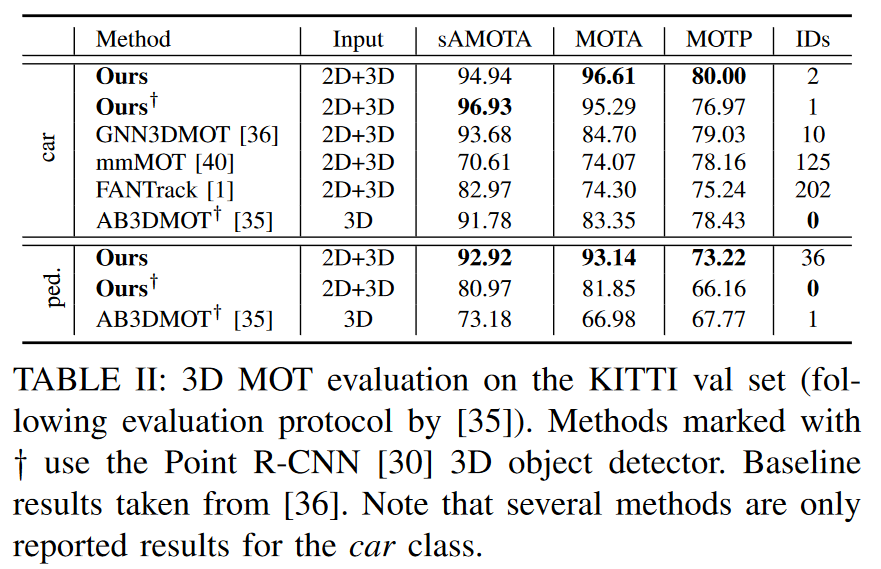 Method Input sAMOTA MOTA MOTP IDs
car
Ours 2D+3D 94.94 96.61 80.00 2
Ours† 2D+3D 96.93 95.29 76.97 1
GNN3DMOT [36] 2D+3D 93.68 84.70 79.03 10
mmMOT [40] 2D+3D 70.61 74.07 78.16 125
FANTrack [1] 2D+3D 82.97 74.30 75.24 202
AB3DMOT† [35] 3D 91.78 83.35 78.43 0
ped.
Ours 2D+3D 92.92 93.14 73.22 36
Ours† 2D+3D 80.97 81.85 66.16 0
AB3DMOT† [35] 3D 73.18 66.98 67.77 1
TABLE II: 3D MOT evaluation on the KITTI val set (fol-
lowing evaluation protocol by [35]). Methods marked with
† use the Point R-CNN [30] 3D object detector. Baseline
results taken from [36]. Note that several methods are only
reported results for the car class.